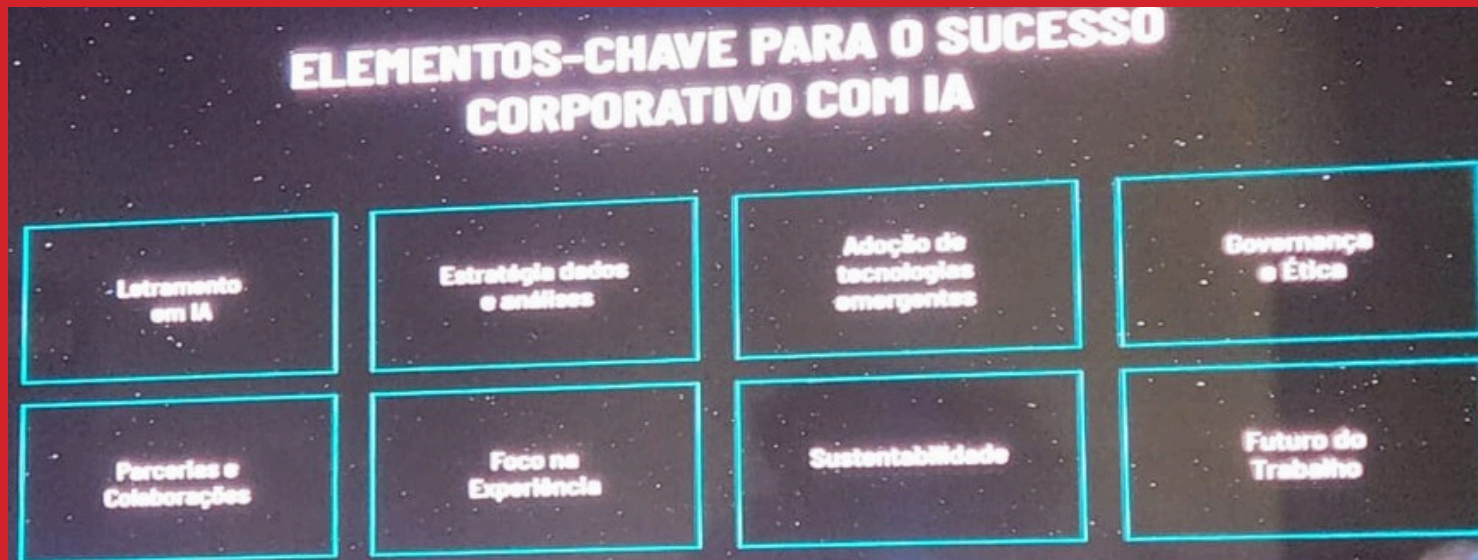 ELEMENTOS-CHAVE PARA O SUCESSO
CORPORATIVO COM IA
Letramento
em IA
Estratégia dados
e análises
Adoção de
tecnologias
emergentes
Governança
e Ética
Parcerias e
Colaborações
Foco na
Experiência
Sustentabilidade
Futuro do
Trabalho